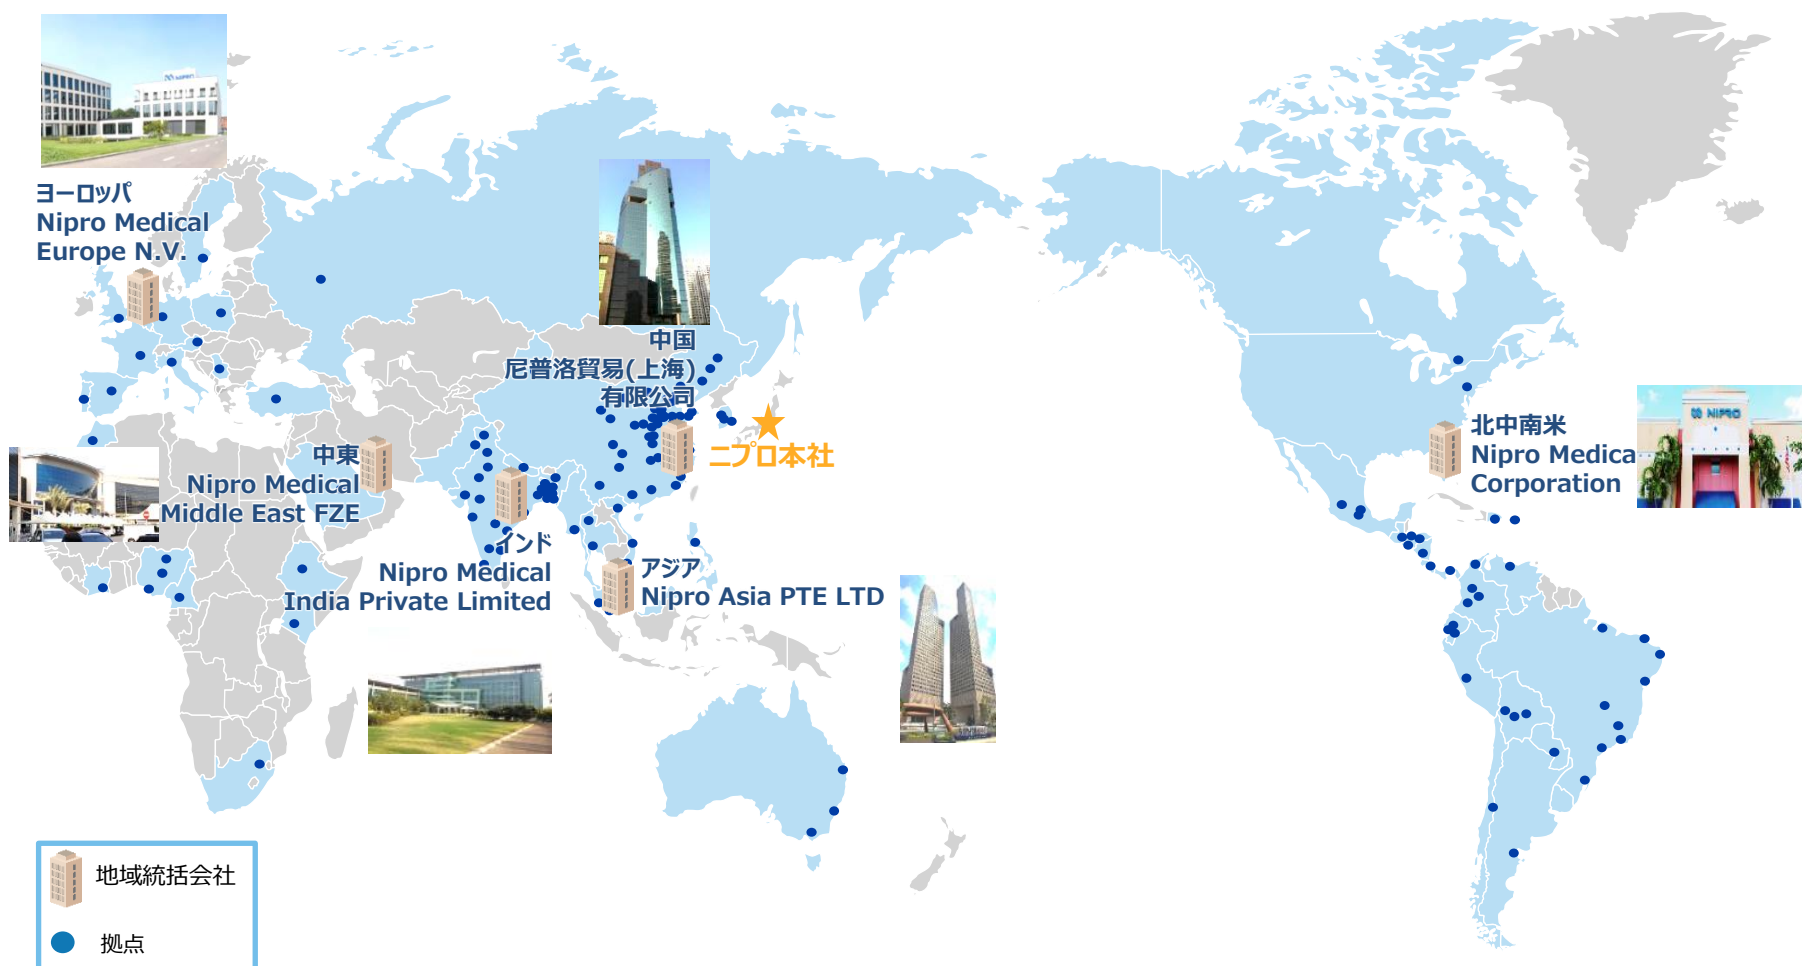 ヨーロッパ
Nipro Medical
Europe N.V.
中国
尼普洛貿易(上海)
有限公司
ニプロ本社
中東
Nipro Medical
Middle East FZE
インド
Nipro Medical
India Private Limited
アジア
Nipro Asia PTE LTD
北中南米
Nipro Medica
Corporation
NIPRO
地域統括会社
拠点